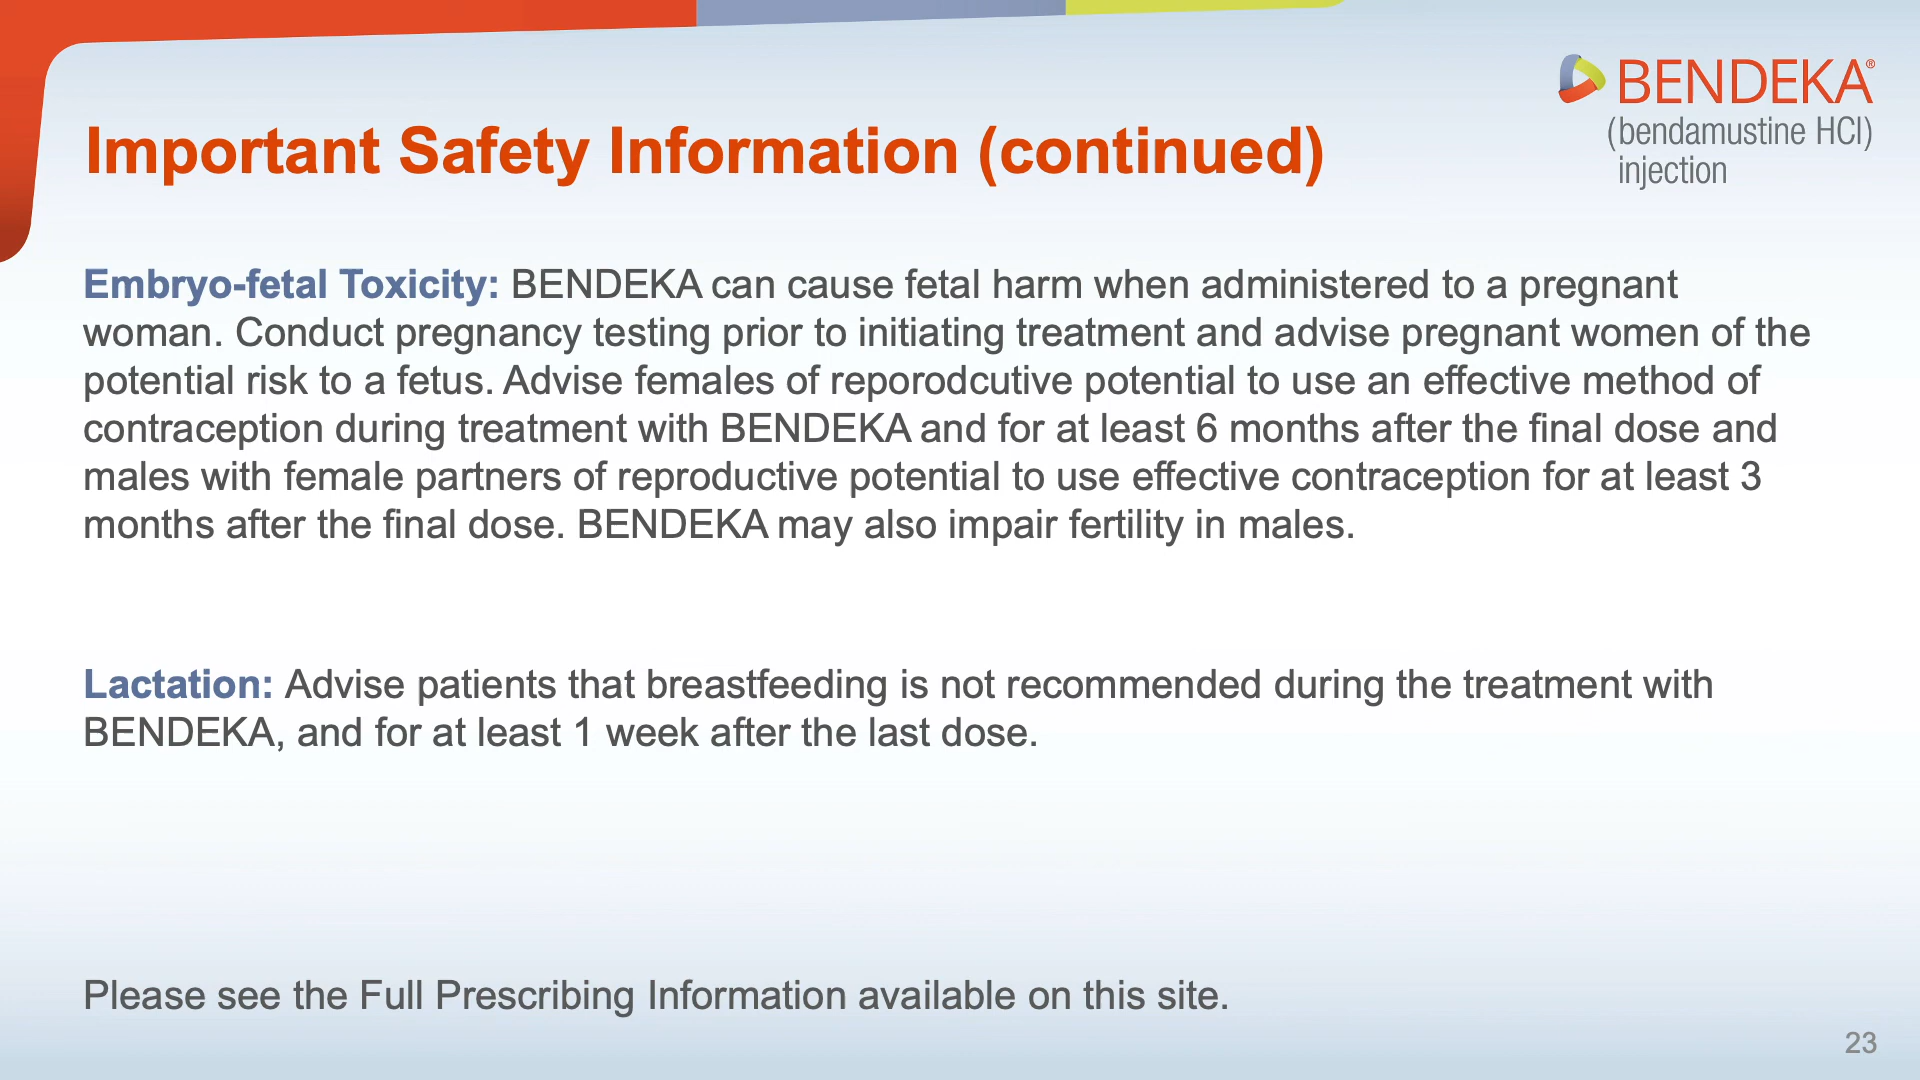 BENDEKA®
(bendamustine HCl)
injection
Important Safety Information (continued)
Embryo-fetal Toxicity: BENDEKA can cause fetal harm when administered to a pregnant
woman. Conduct pregnancy testing prior to initiating treatment and advise pregnant women of the
potential risk to a fetus. Advise females of reporodcutive potential to use an effective method of
contraception during treatment with BENDEKA and for at least 6 months after the final dose and
males with female partners of reproductive potential to use effective contraception for at least 3
months after the final dose. BENDEKA may also impair fertility in males.
Lactation: Advise patients that breastfeeding is not recommended during the treatment with
BENDEKA, and for at least 1 week after the last dose.
Please see the Full Prescribing Information available on this site.
23